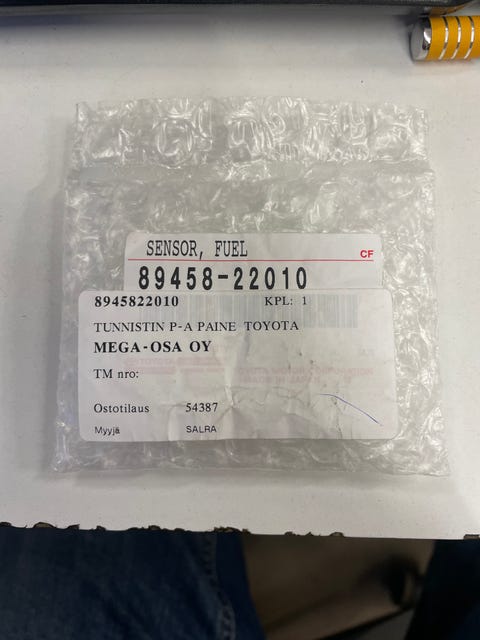 SENSOR, FUEL
CF
89458-22010
8945822010 KPL: 1
TUNNISTIN P-A PAINE TOYOTA
MEGA-OSA OY
TM nro:
Ostotilaus 54387
Myyjä SALRA